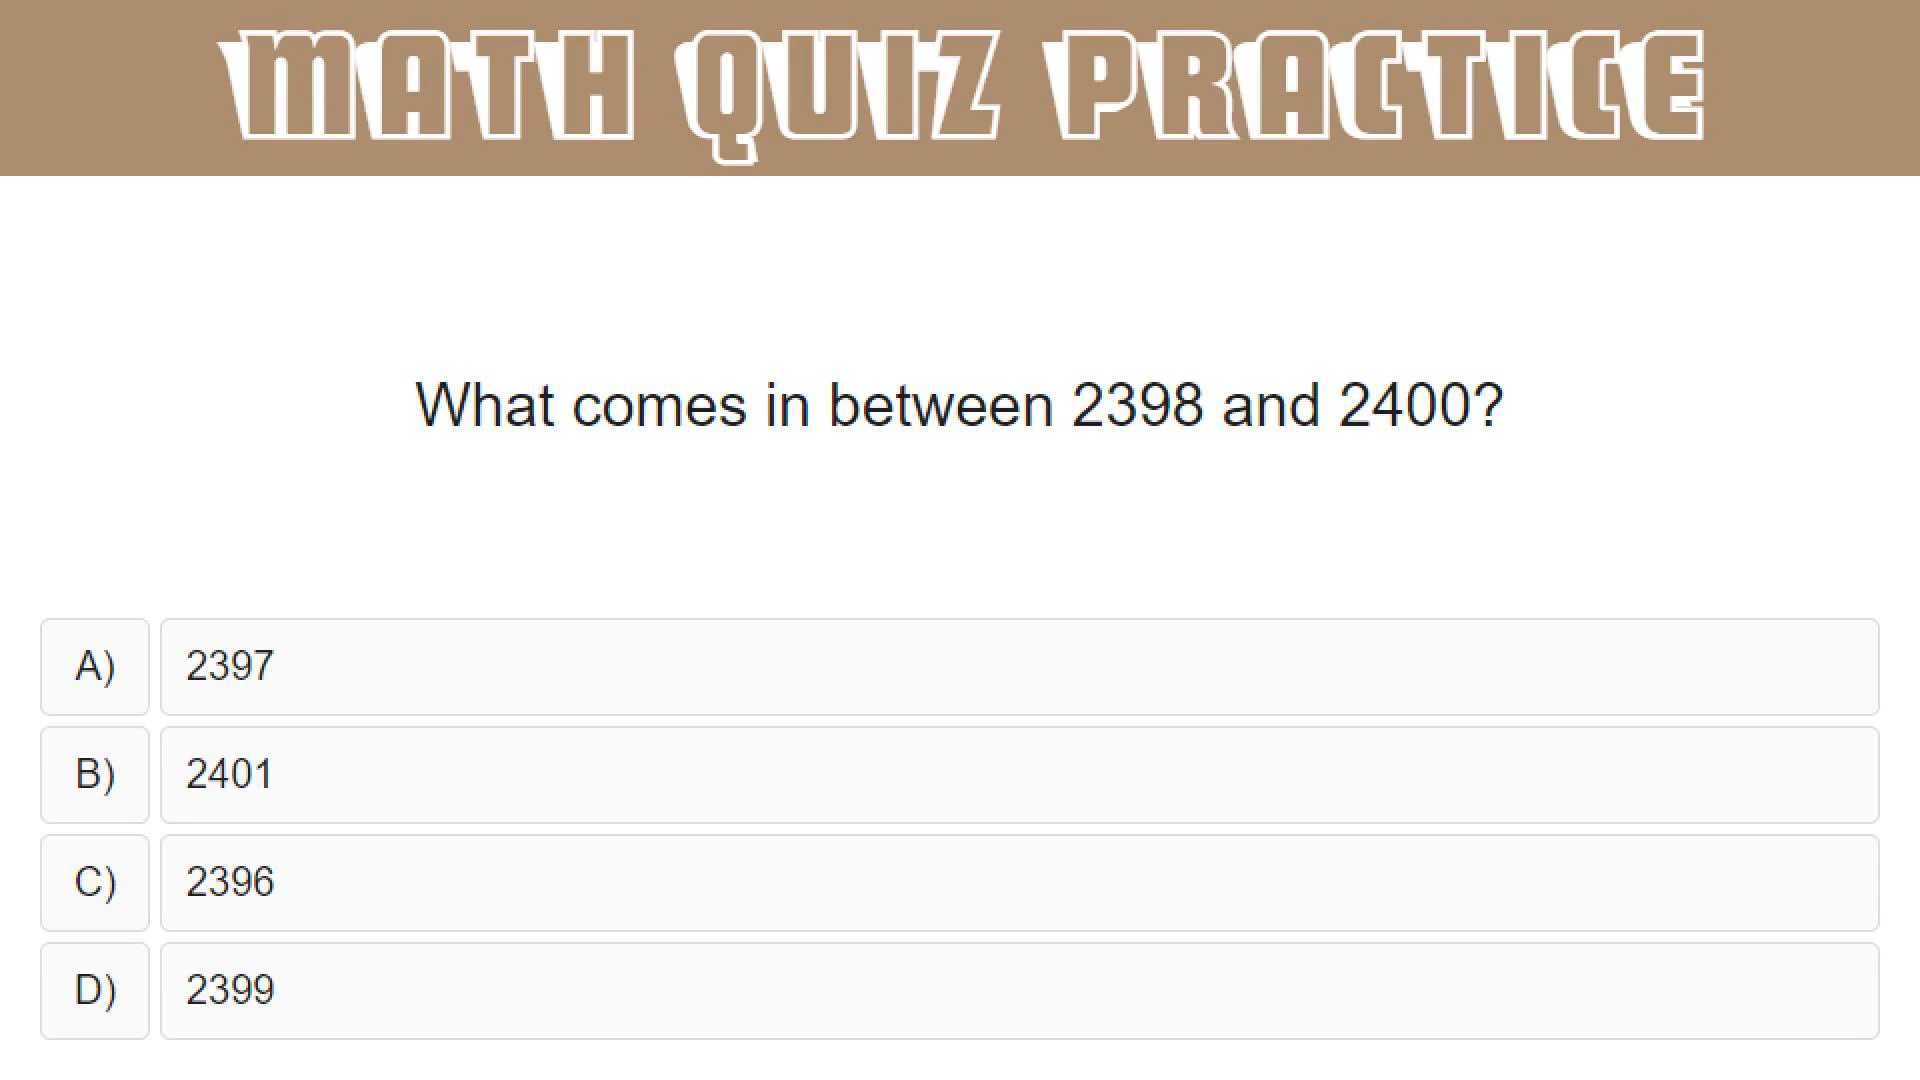 MATH QUIZ PRACTICE
What comes in between 2398 and 2400?
A) 2397
B) 2401
C) 2396
D) 2399